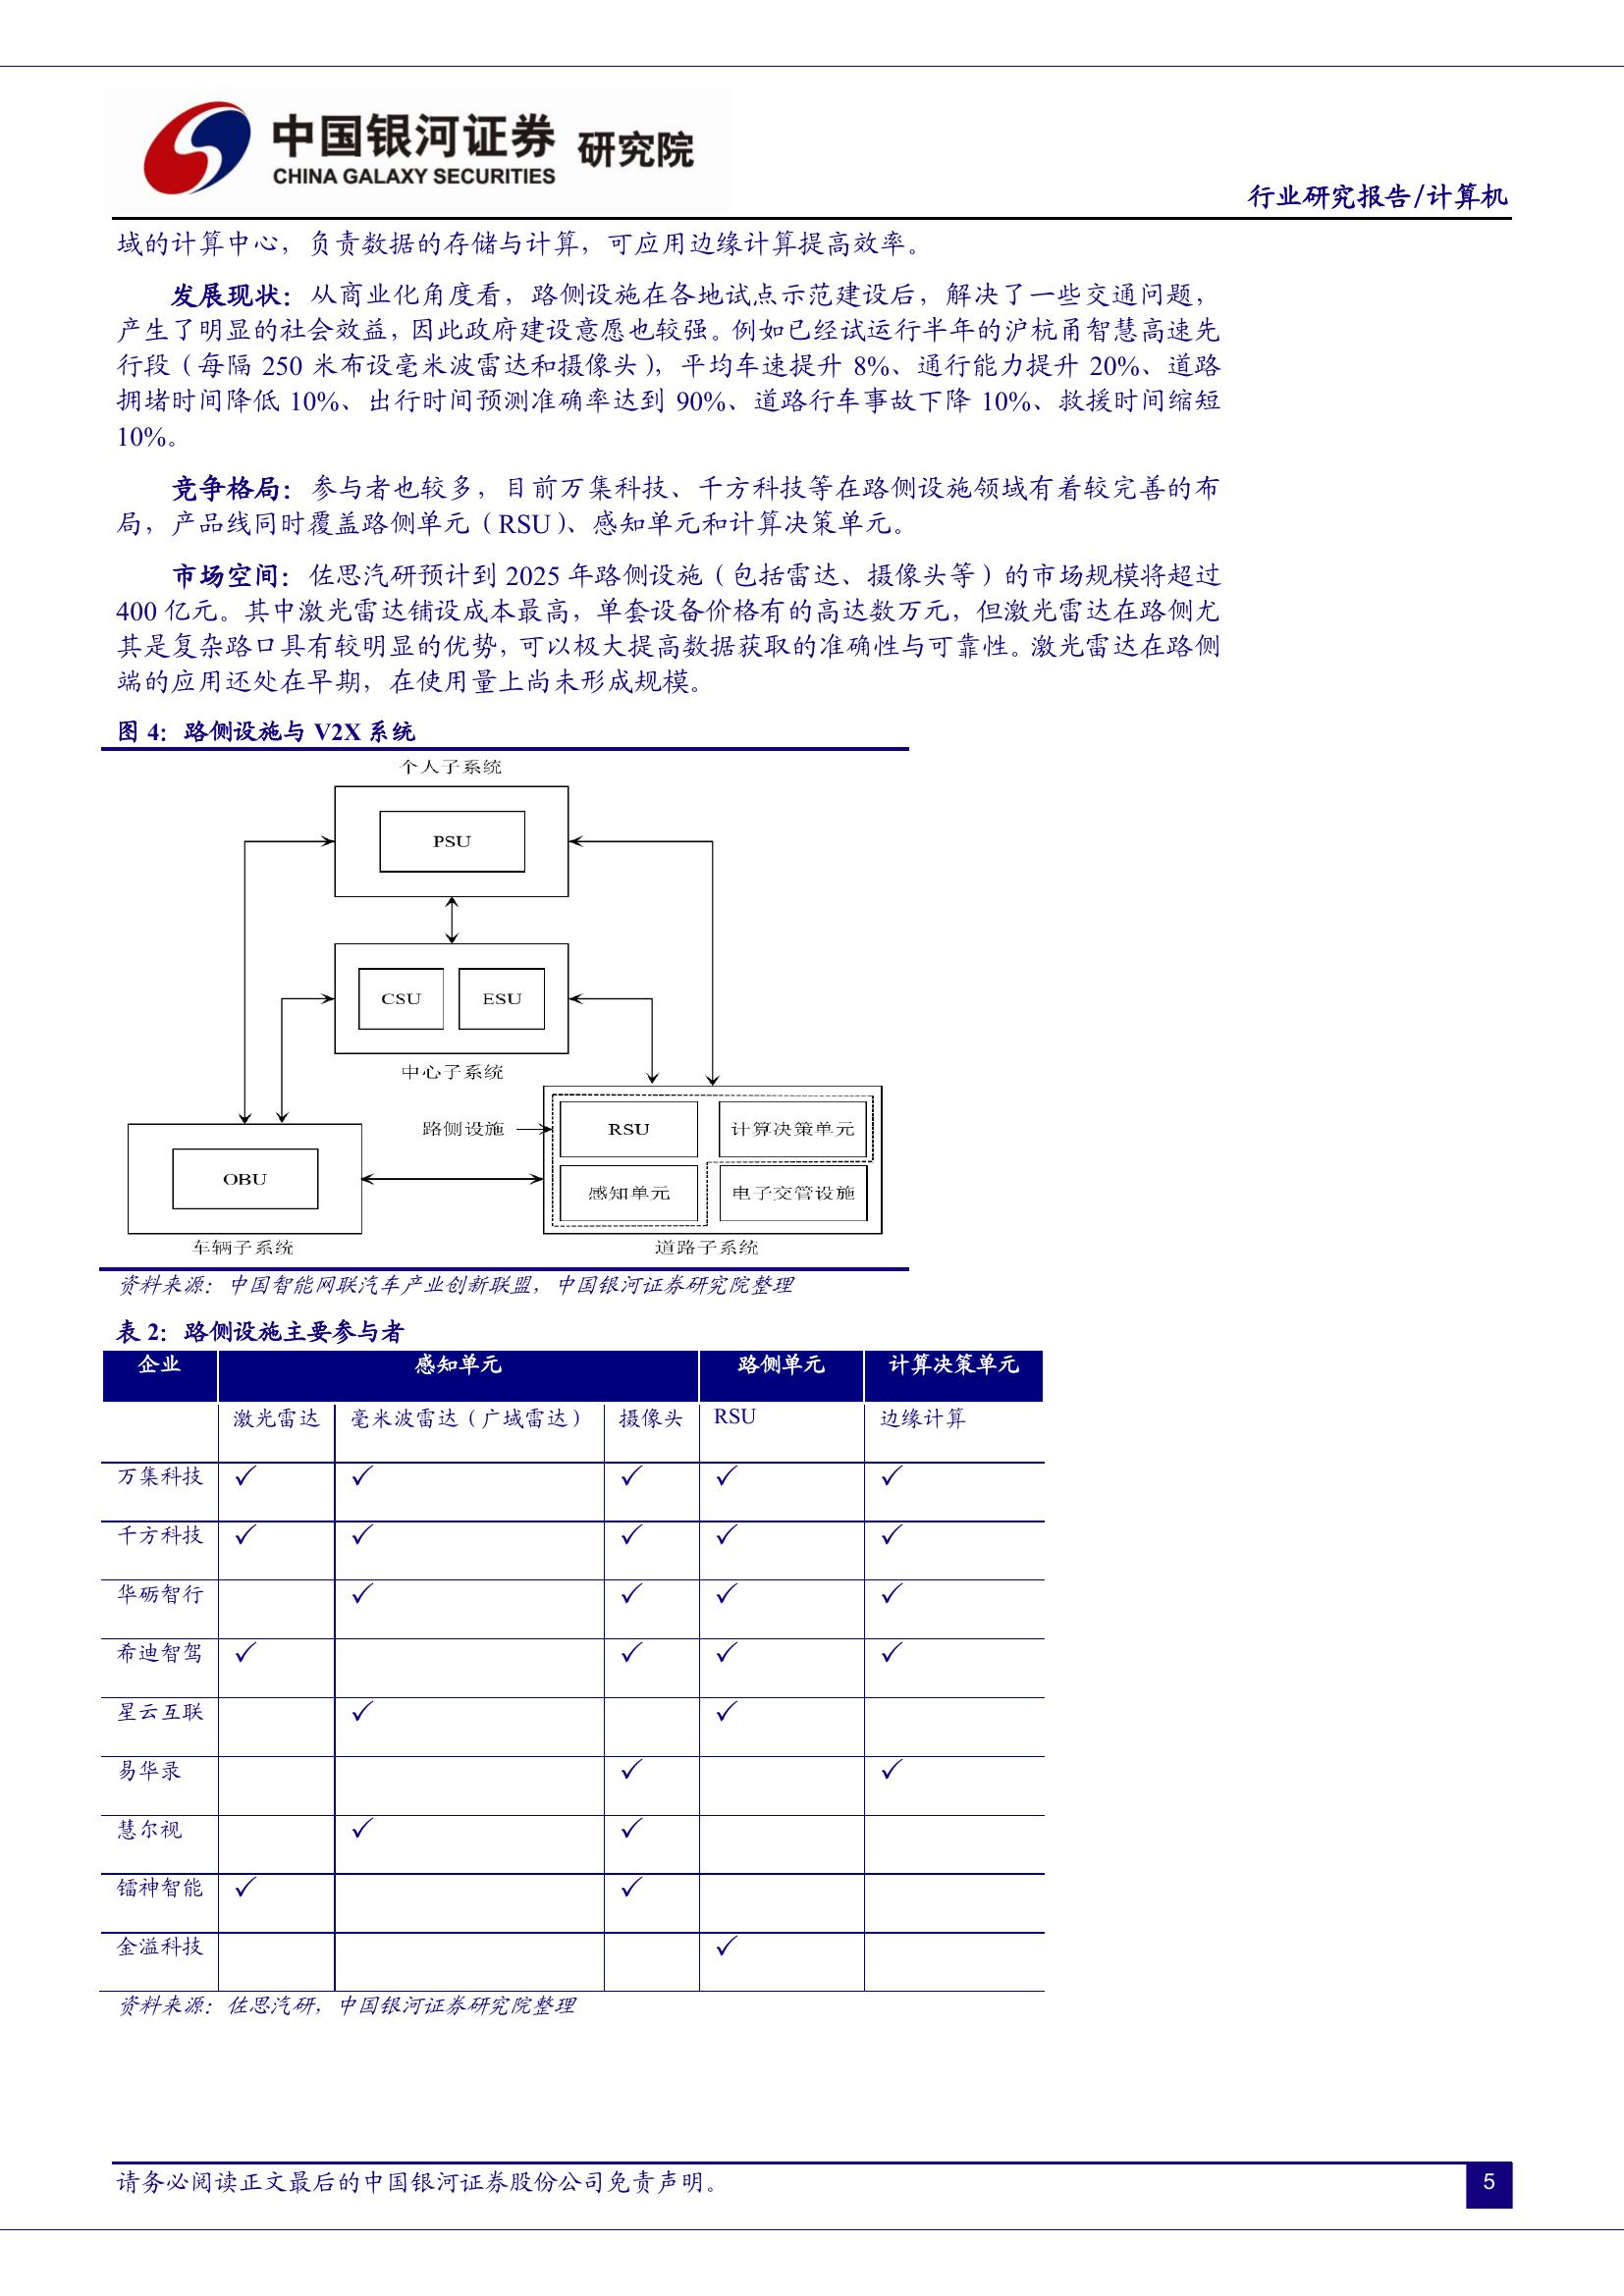 中国银河证券 研究院
CHINA GALAXY SECURITIES
行业研究报告/计算机
域的计算中心，负责数据的存储与计算，可应用边缘计算提高效率。
发展现状：从商业化角度看，路侧设施在各地试点示范建设后，解决了一些交通问题，
产生了明显的社会效益，因此政府建设意愿也较强。例如已经试运行半年的沪杭甬智慧高速先
行段（每隔 250 米布设毫米波雷达和摄像头），平均车速提升 8%、通行能力提升 20%、道路
拥堵时间降低 10%、出行时间预测准确率达到 90%、道路行车事故下降 10%、救援时间缩短
10%。
竞争格局：参与者也较多，目前万集科技、千方科技等在路侧设施领域有着较完善的布
局，产品线同时覆盖路侧单元（RSU）、感知单元和计算决策单元。
市场空间：佐思汽研预计到 2025 年路侧设施（包括雷达、摄像头等）的市场规模将超过
400 亿元。其中激光雷达铺设成本最高，单套设备价格有的高达数万元，但激光雷达在路侧尤
其是复杂路口具有较明显的优势，可以极大提高数据获取的准确性与可靠性。激光雷达在路侧
端的应用还处在早期，在使用量上尚未形成规模。
图 4：路侧设施与 V2X 系统
个人子系统
PSU
CSU ESU
中心子系统
路侧设施 RSU 计算决策单元
OBU 感知单元 电子交管设施
车辆子系统 道路子系统
资料来源：中国智能网联汽车产业创新联盟，中国银河证券研究院整理
表 2：路侧设施主要参与者
企业 感知单元 路侧单元 计算决策单元
激光雷达 毫米波雷达（广域雷达） 摄像头 RSU 边缘计算
万集科技 ✓ ✓ ✓ ✓ ✓
千方科技 ✓ ✓ ✓ ✓ ✓
华砺智行 ✓ ✓ ✓ ✓
希迪智驾 ✓ ✓ ✓ ✓
星云互联 ✓ ✓
易华录 ✓ ✓
慧尔视 ✓ ✓
镭神智能 ✓ ✓
金溢科技 ✓
资料来源：佐思汽研，中国银河证券研究院整理
请务必阅读正文最后的中国银河证券股份公司免责声明。
5